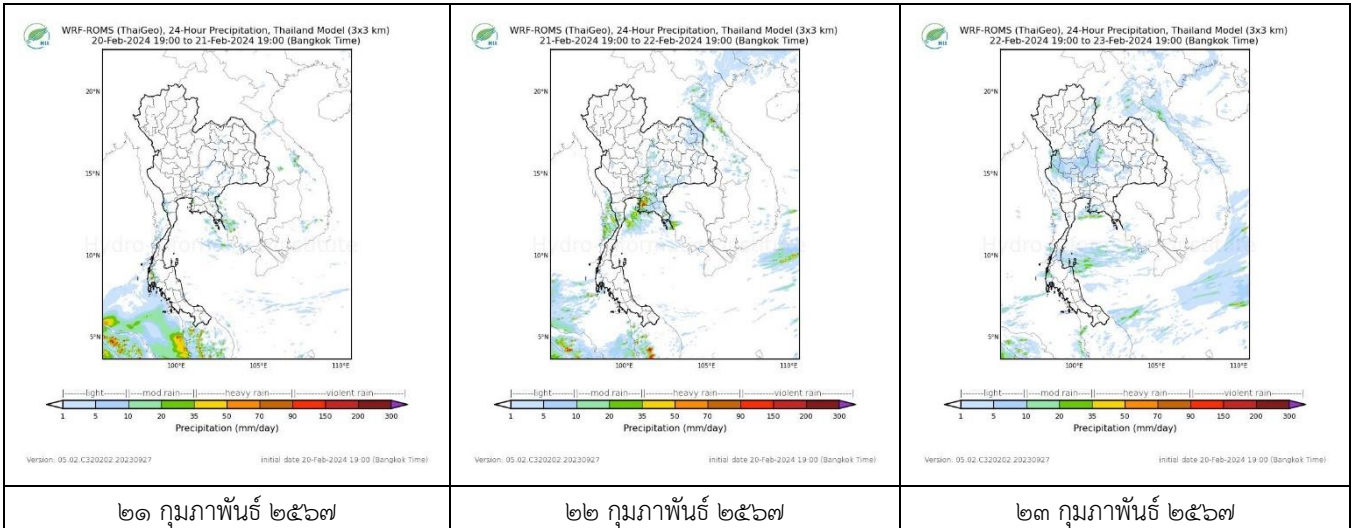 WRF-ROMS (ThaiGeo), 24-Hour Precipitation, Thailand Model (3x3 km)
20-Feb-2024 19:00 to 21-Feb-2024 19:00 (Bangkok Time)
HII
20°N
15°N
10°N
5°N
100°E 105°E 110°E
light mod rain heavy rain violent rain
1 5 10 20 35 50 70 90 150 200 300
Precipitation (mm/day)
Version: 05.02.C320202.20230927 initial date 20-Feb-2024 19:00 (Bangkok Time)
๒๑ กุมภาพันธ์ ๒๕๖๗
WRF-ROMS (ThaiGeo), 24-Hour Precipitation, Thailand Model (3x3 km)
21-Feb-2024 19:00 to 22-Feb-2024 19:00 (Bangkok Time)
HII
20°N
15°N
10°N
5°N
100°E 105°E 110°E
light mod rain heavy rain violent rain
1 5 10 20 35 50 70 90 150 200 300
Precipitation (mm/day)
Version: 05.02.C320202.20230927 initial date 20-Feb-2024 19:00 (Bangkok Time)
๒๒ กุมภาพันธ์ ๒๕๖๗
WRF-ROMS (ThaiGeo), 24-Hour Precipitation, Thailand Model (3x3 km)
22-Feb-2024 19:00 to 23-Feb-2024 19:00 (Bangkok Time)
HII
20°N
15°N
10°N
5°N
100°E 105°E 110°E
light mod rain heavy rain violent rain
1 5 10 20 35 50 70 90 150 200 300
Precipitation (mm/day)
Version: 05.02.C320202.20230927 initial date 20-Feb-2024 19:00 (Bangkok Time)
๒๓ กุมภาพันธ์ ๒๕๖๗